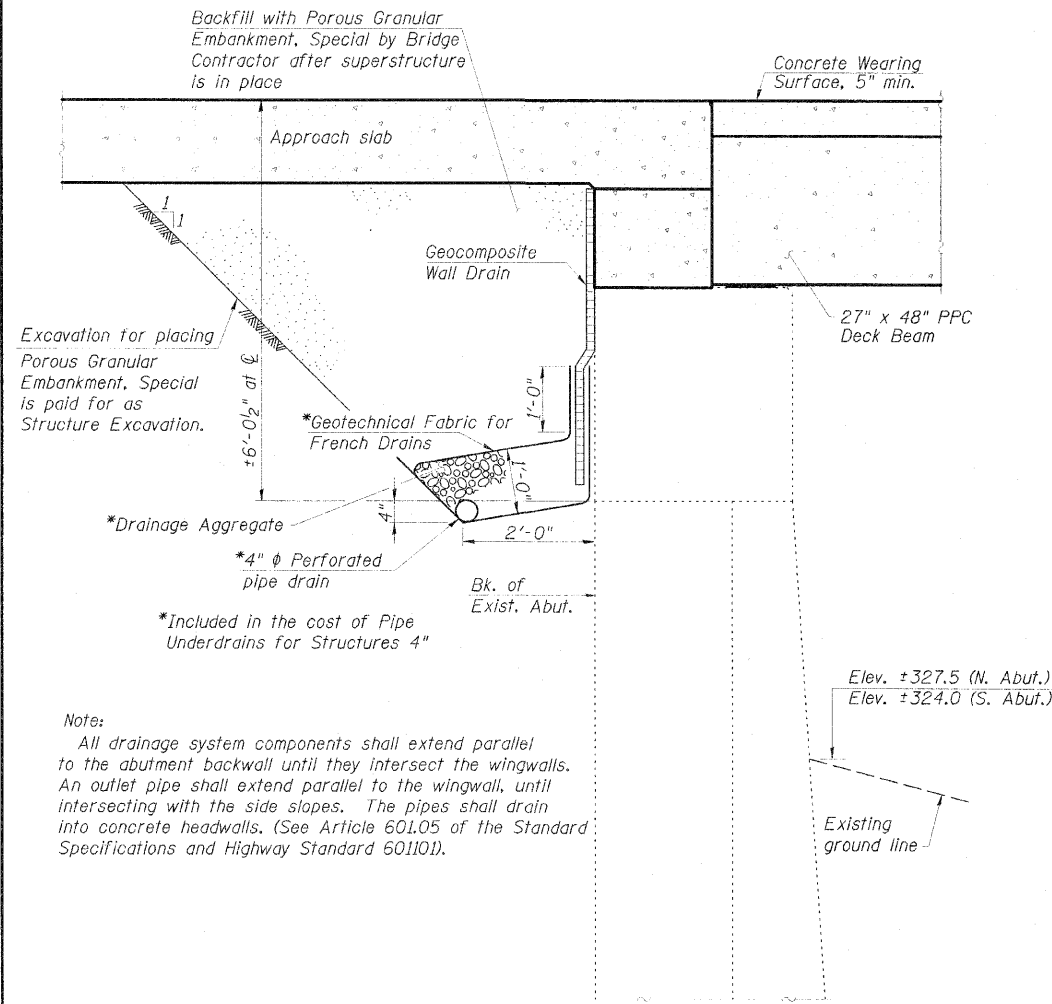 Backfill with Porous Granular
Embankment, Special by Bridge
Contractor after superstructure
is in place
Concrete Wearing
Surface, 5" min.
Approach slab
1
1
Geocomposite
Wall Drain
27" x 48" PPC
Deck Beam
Excavation for placing
Porous Granular
Embankment, Special
is paid for as
Structure Excavation.
±6'-0½" at ℄
1'-0"
*Geotechnical Fabric for
French Drains
1'-0"
*Drainage Aggregate
4"
2'-0"
*4" ϕ Perforated
pipe drain
Bk. of
Exist. Abut.
*Included in the cost of Pipe
Underdrains for Structures 4"
Elev. ±327.5 (N. Abut.)
Elev. ±324.0 (S. Abut.)
Note:
All drainage system components shall extend parallel
to the abutment backwall until they intersect the wingwalls.
An outlet pipe shall extend parallel to the wingwall, until
intersecting with the side slopes. The pipes shall drain
into concrete headwalls. (See Article 601.05 of the Standard
Specifications and Highway Standard 601101).
Existing
ground line